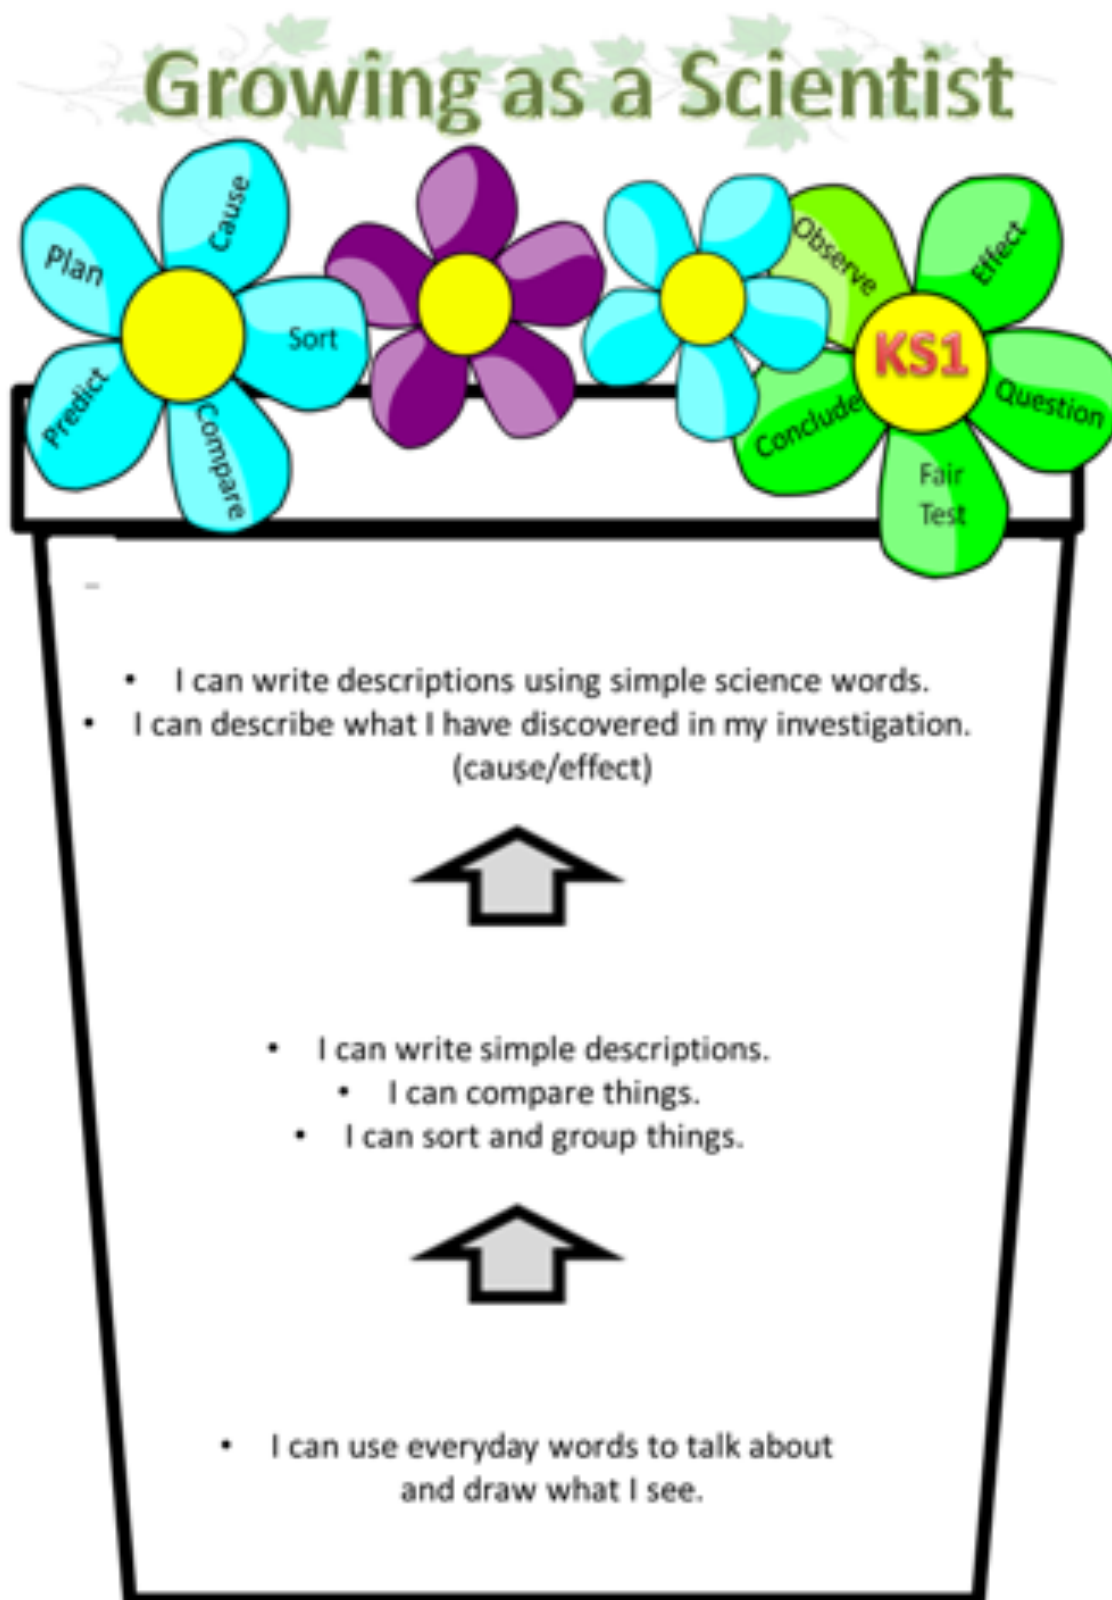 Growing as a Scientist
Plan
Cause
Sort
Compare
Predict
Observe
Effect
Question
Fair
Test
Conclude
KS1
• I can write descriptions using simple science words.
• I can describe what I have discovered in my investigation.
(cause/effect)
• I can write simple descriptions.
• I can compare things.
• I can sort and group things.
• I can use everyday words to talk about
and draw what I see.